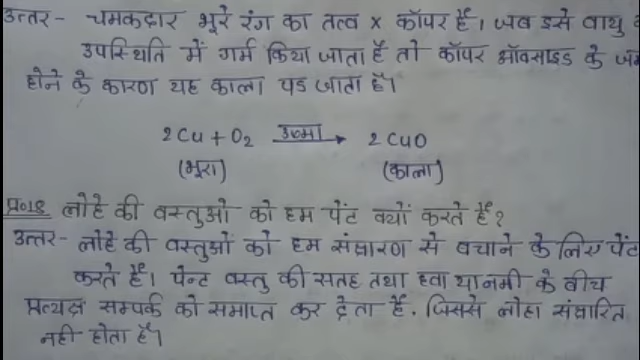 उत्तर- चमकदार भूरे रंग का तत्व x कॉपर है। जब इसे वायु
उपस्थिति में गर्म किया जाता है तो कॉपर ऑक्साइड के
होने के कारण यह काला पड जाता है।
2Cu + O2 ऊष्मा→ 2CuO
(भूरा) (काला)
प्र०18 लोहे की वस्तुओ को हम पेंट क्यों करते है?
उत्तर- लोहे की वस्तुओं को हम संक्षारण से बचाने के लिए पेंट
करते है। पेन्ट वस्तु की सतह तथा हवा या नमी के बीच
प्रत्यक्ष सम्पर्क को समाप्त कर देता है. जिससे लोहा संक्षारित
नही होता है।